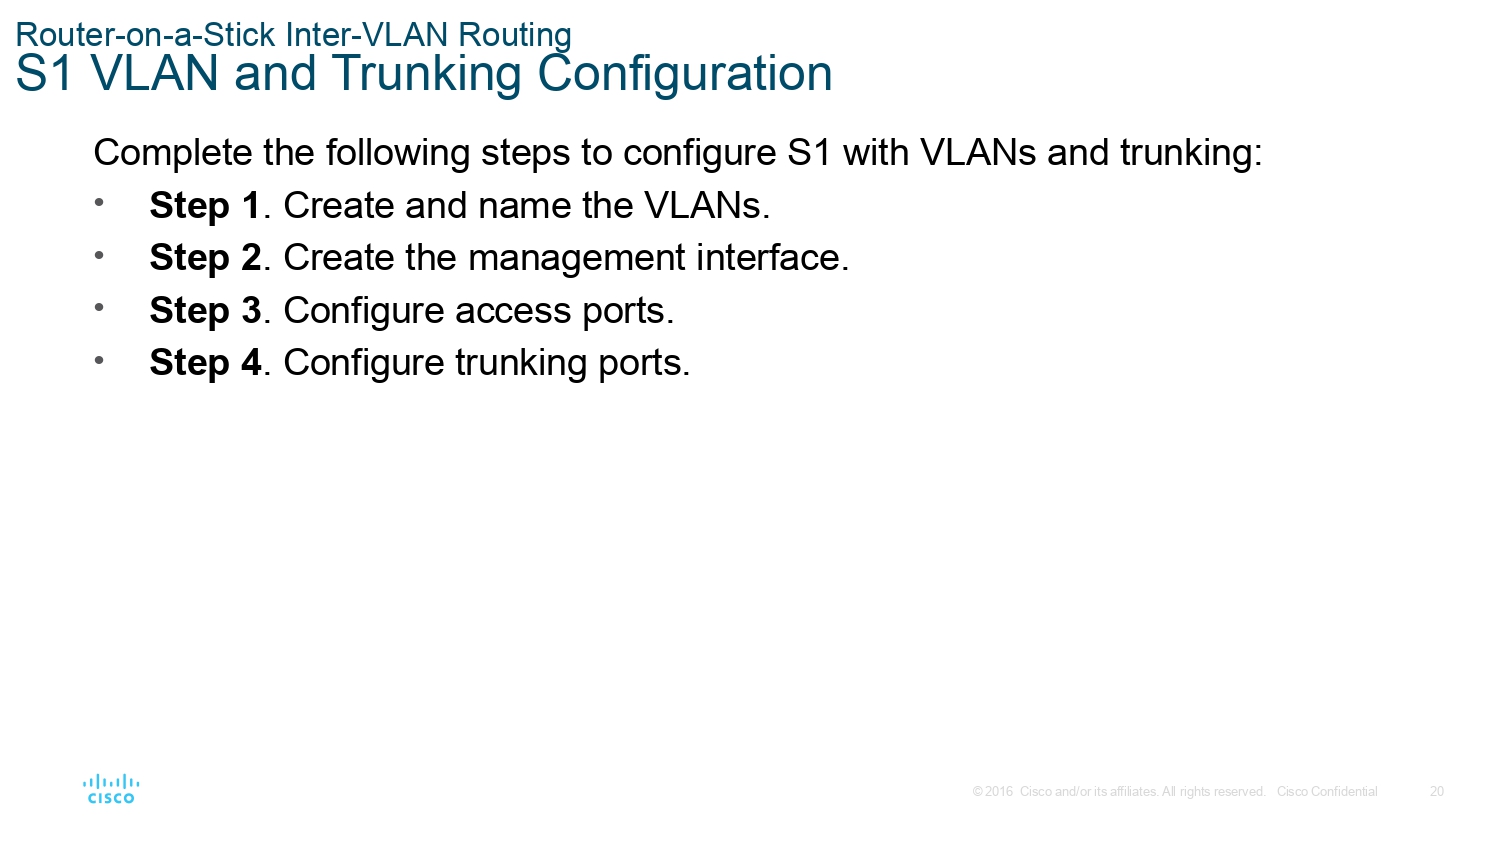 Router-on-a-Stick Inter-VLAN Routing
S1 VLAN and Trunking Configuration
Complete the following steps to configure S1 with VLANs and trunking:
• Step 1. Create and name the VLANs.
• Step 2. Create the management interface.
• Step 3. Configure access ports.
• Step 4. Configure trunking ports.
CISCO
© 2016 Cisco and/or its affiliates. All rights reserved. Cisco Confidential 20